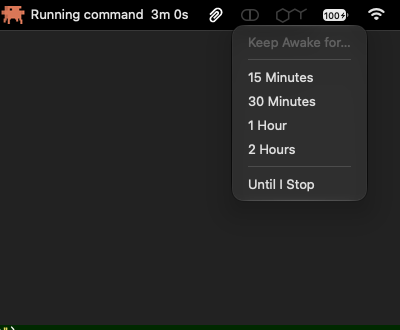 Running command 3m 0s
100
Keep Awake for...
15 Minutes
30 Minutes
1 Hour
2 Hours
Until I Stop